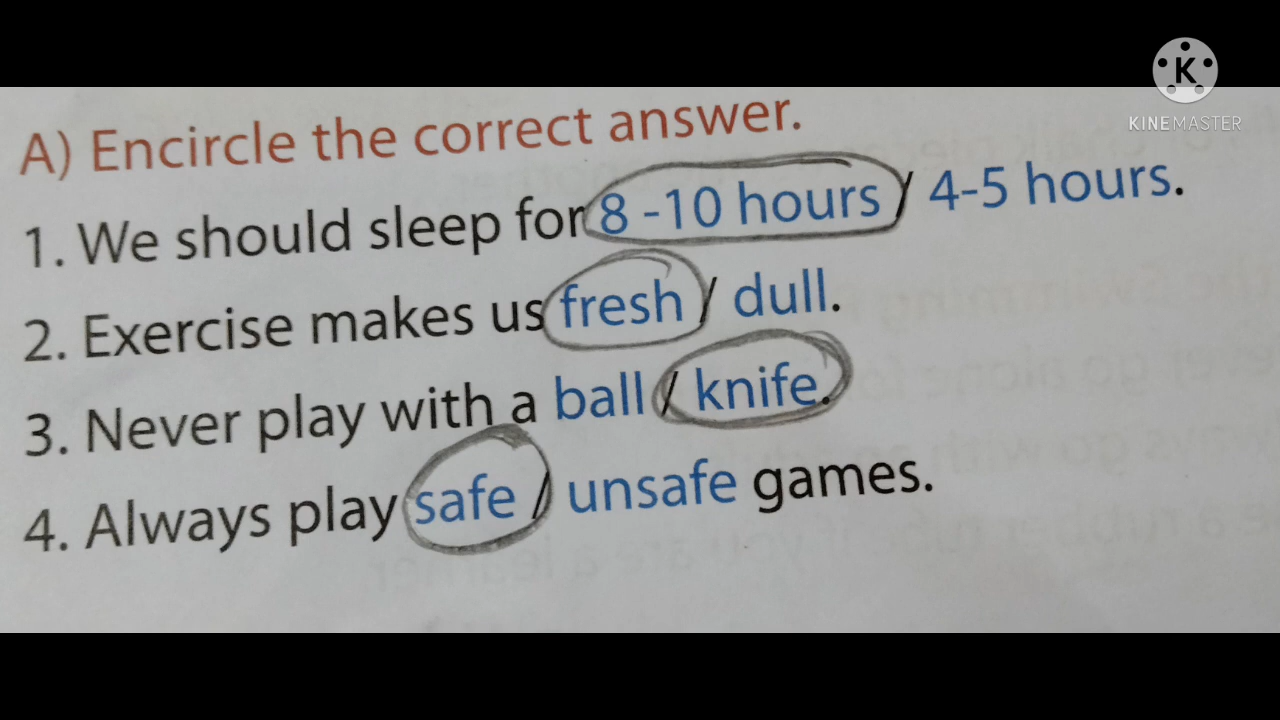 K
KINEMASTER
A) Encircle the correct answer.
1. We should sleep for 8 -10 hours / 4-5 hours.
2. Exercise makes us fresh / dull.
3. Never play with a ball / knife.
4. Always play safe / unsafe games.